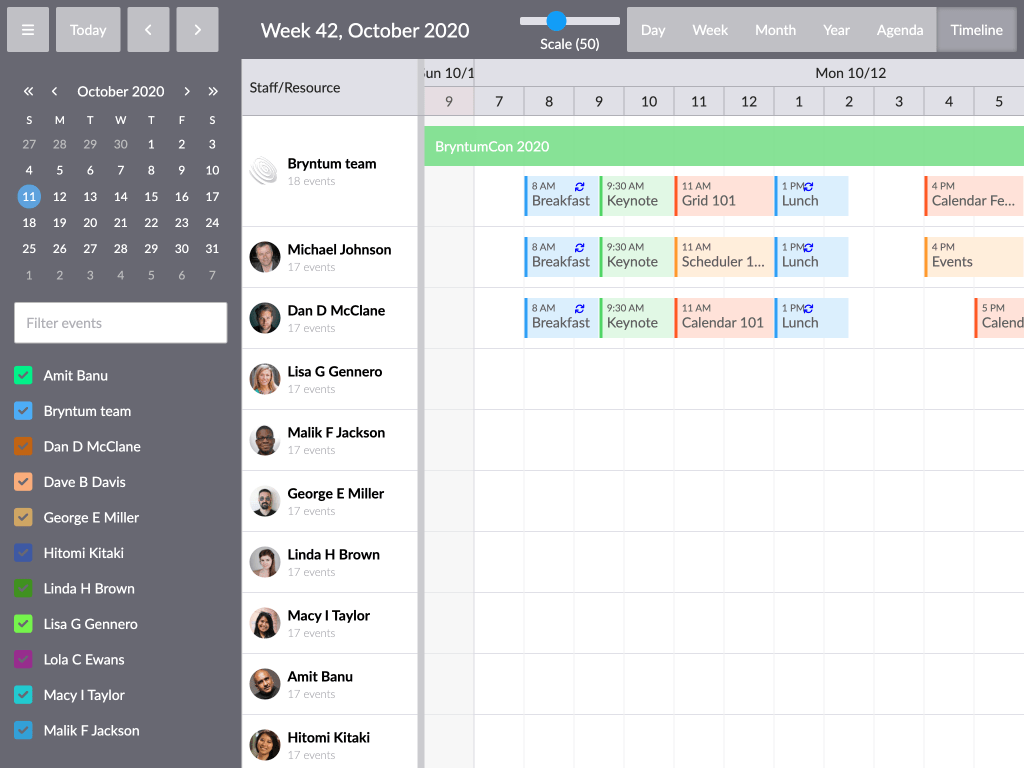 Today
Week 42, October 2020
Scale (50)
Day Week Month Year Agenda Timeline
October 2020
S M T W T F S
27 28 29 30 1 2 3
4 5 6 7 8 9 10
11 12 13 14 15 16 17
18 19 20 21 22 23 24
25 26 27 28 29 30 31
1 2 3 4 5 6 7
Filter events
Amit Banu
Bryntum team
Dan D McClane
Dave B Davis
George E Miller
Hitomi Kitaki
Linda H Brown
Lisa G Gennero
Lola C Ewans
Macy I Taylor
Malik F Jackson
Staff/Resource
un 10/1 Mon 10/12
9 7 8 9 10 11 12 1 2 3 4 5
Bryntum team
18 events
BryntumCon 2020
8 AM 9:30 AM 11 AM 1 PM 4 PM
Breakfast Keynote Grid 101 Lunch Calendar Fe...
Michael Johnson
17 events
8 AM 9:30 AM 11 AM 1 PM 4 PM
Breakfast Keynote Scheduler 1... Lunch Events
Dan D McClane
17 events
8 AM 9:30 AM 11 AM 1 PM 5 PM
Breakfast Keynote Calendar 101 Lunch Calend
Lisa G Gennero
17 events
Malik F Jackson
17 events
George E Miller
17 events
Linda H Brown
17 events
Macy I Taylor
17 events
Amit Banu
17 events
Hitomi Kitaki
17 events